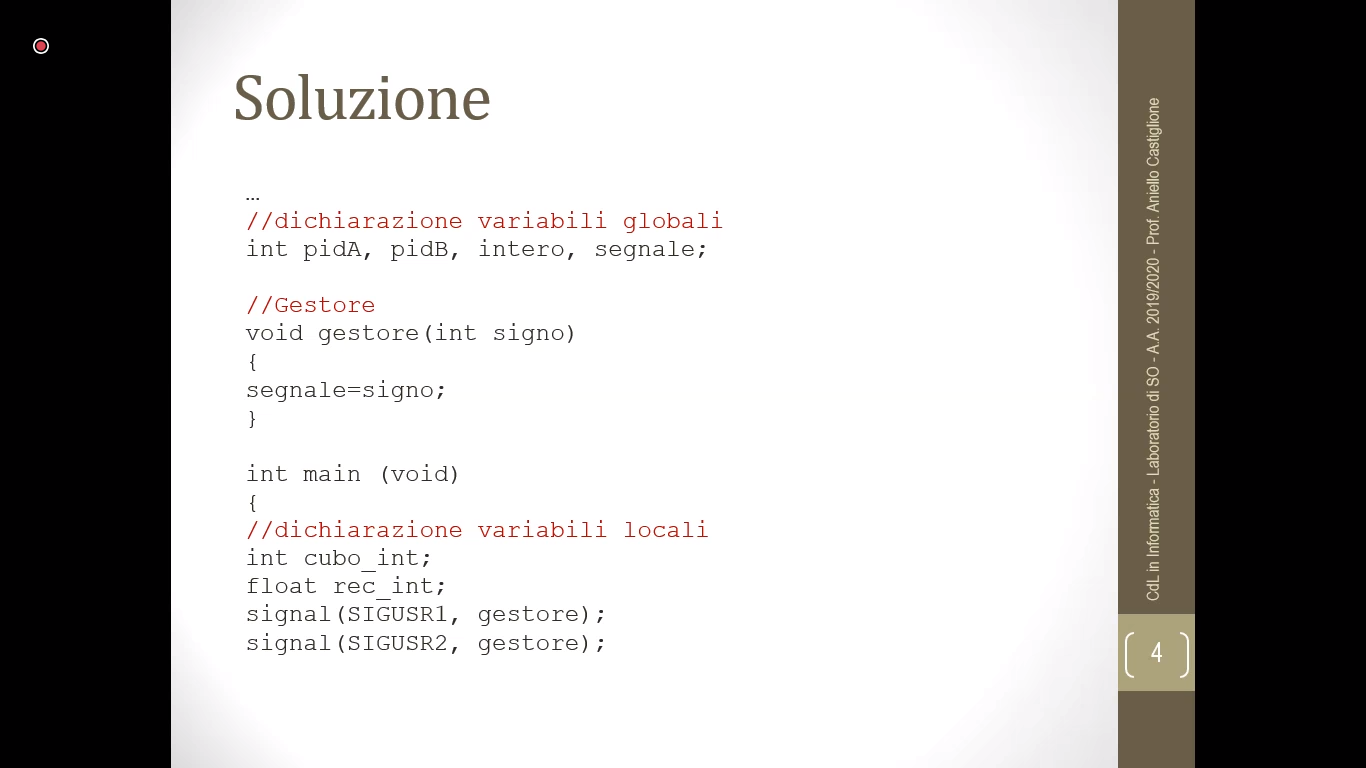 Soluzione
…
//dichiarazione variabili globali
int pidA, pidB, intero, segnale;
//Gestore
void gestore(int signo)
{
segnale=signo;
}
int main (void)
{
//dichiarazione variabili locali
int cubo_int;
float rec_int;
signal(SIGUSR1, gestore);
signal(SIGUSR2, gestore);
CdL in Informatica - Laboratorio di SO - A.A. 2019/2020 - Prof. Aniello Castiglione
4